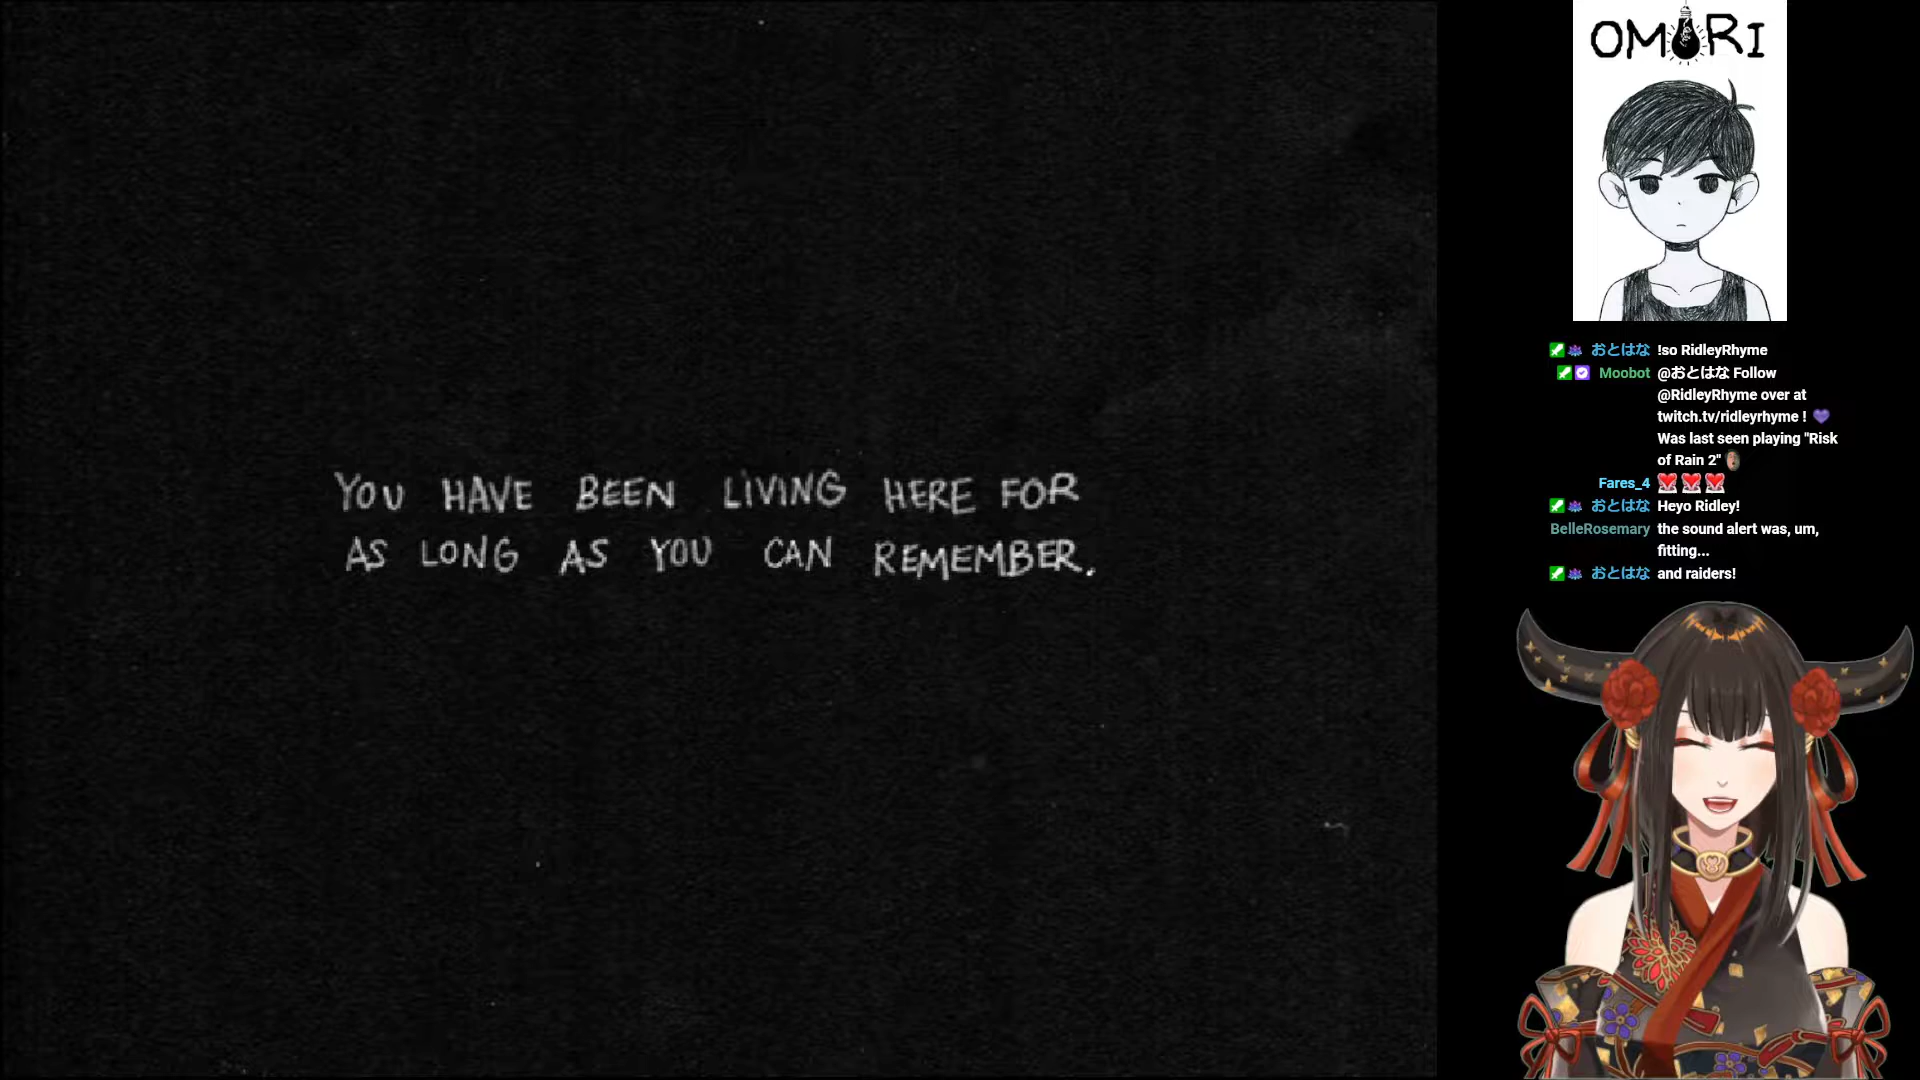 YOU HAVE BEEN LIVING HERE FOR
AS LONG AS YOU CAN REMEMBER.
OMORI
おとはな !so RidleyRhyme
Moobot @おとはな Follow
@RidleyRhyme over at
twitch.tv/ridleyrhyme !
Was last seen playing "Risk
of Rain 2"
Fares_4
おとはな Heyo Ridley!
BelleRosemary the sound alert was, um,
fitting...
おとはな and raiders!